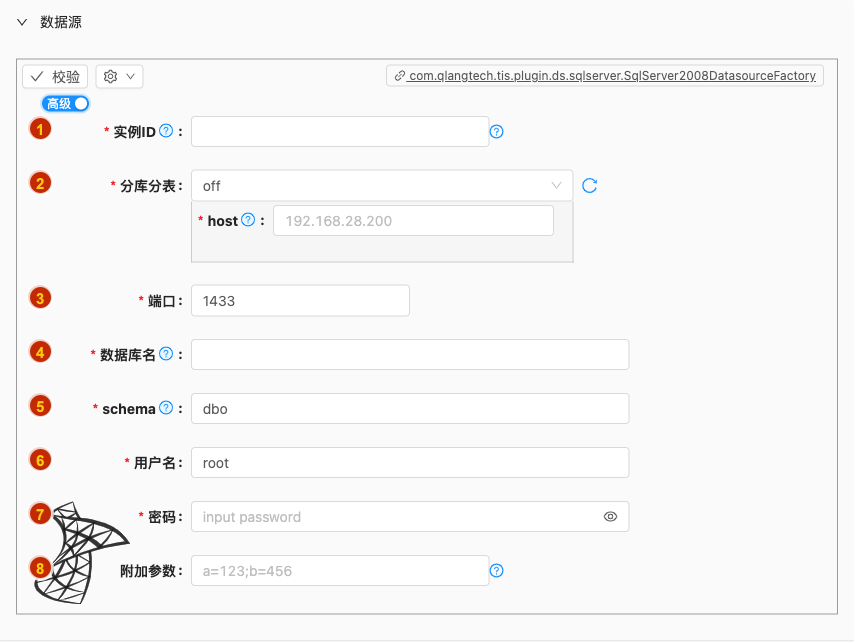 数据源
校验
com.qlangtech.tis.plugin.ds.sqlserver.SqlServer2008DatasourceFactory
高级
1 * 实例ID ? :
?
2 * 分库分表: off
* host ? : 192.168.28.200
3 * 端口: 1433
4 * 数据库名 ? :
5 * schema ? : dbo
6 * 用户名: root
7 * 密码: input password
8 附加参数: a=123;b=456 ?